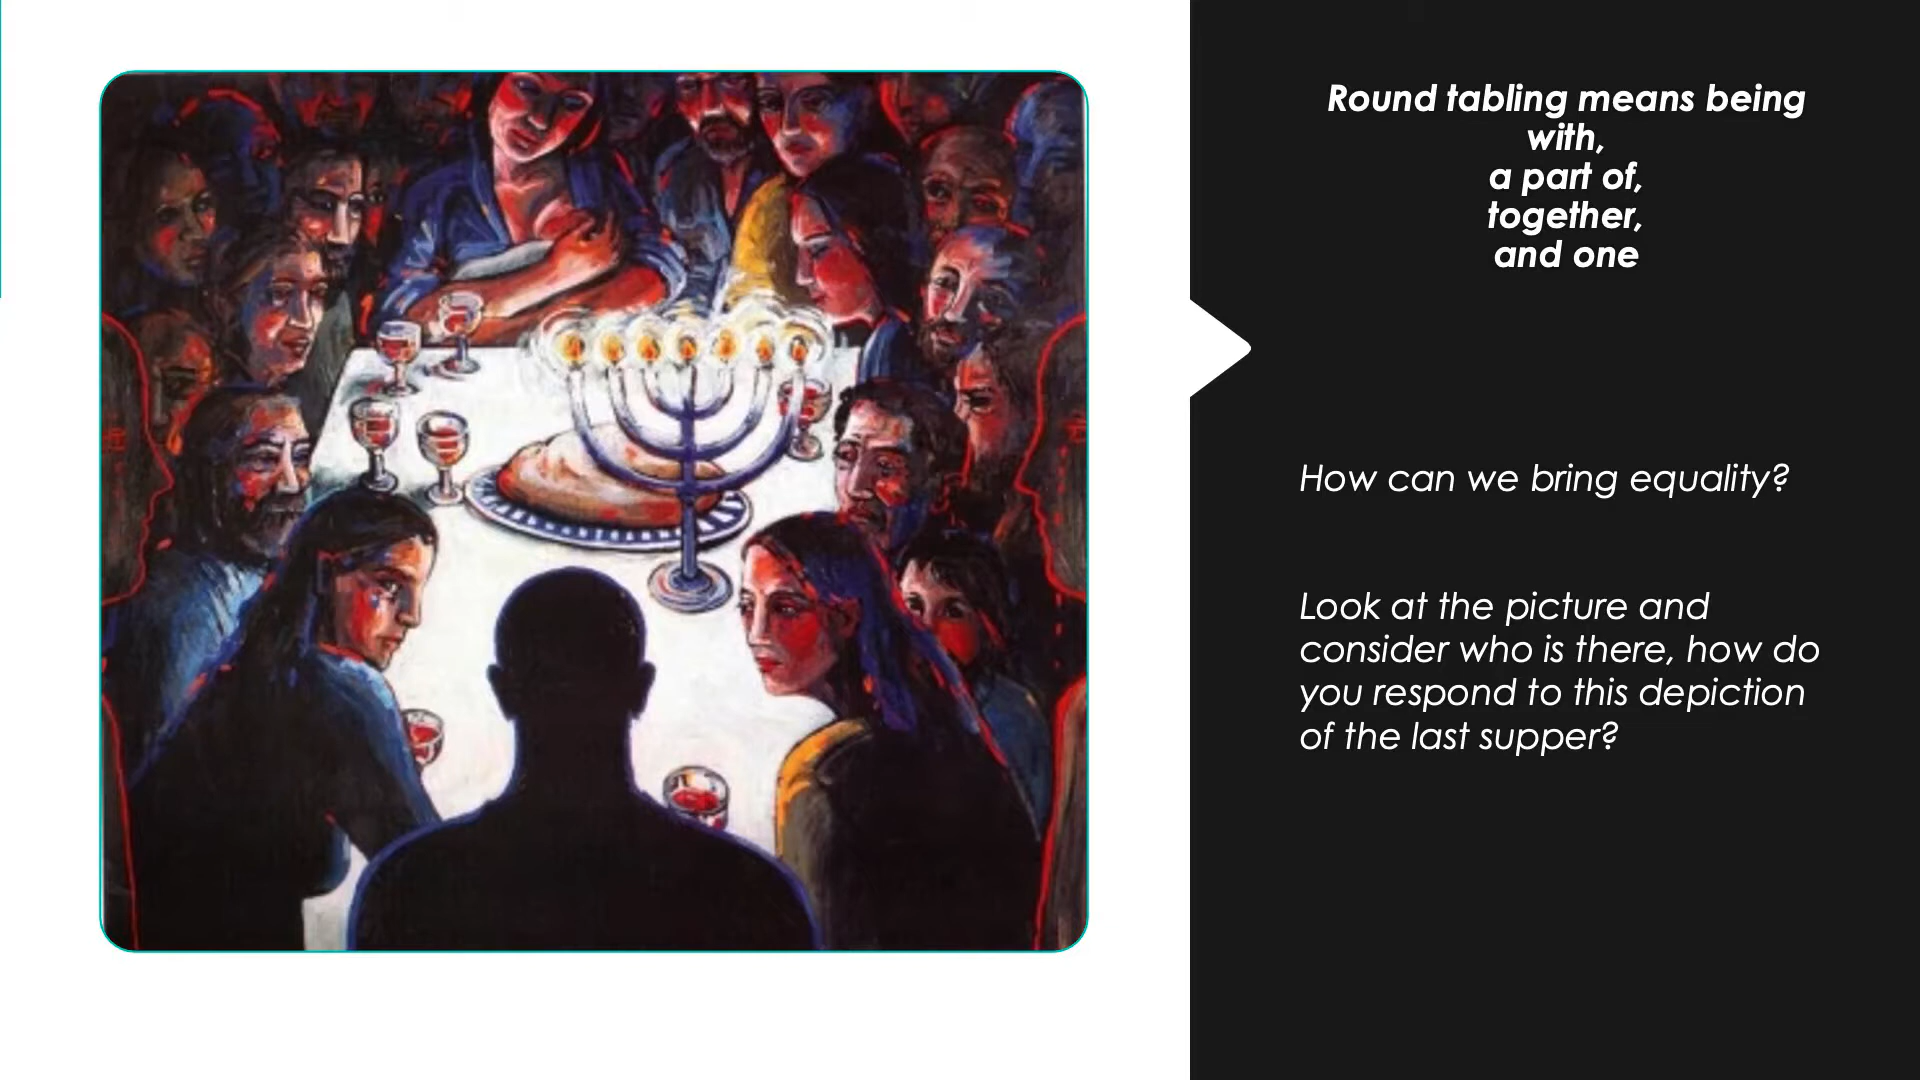 Round tabling means being
with,
a part of,
together,
and one
How can we bring equality?
Look at the picture and
consider who is there, how do
you respond to this depiction
of the last supper?